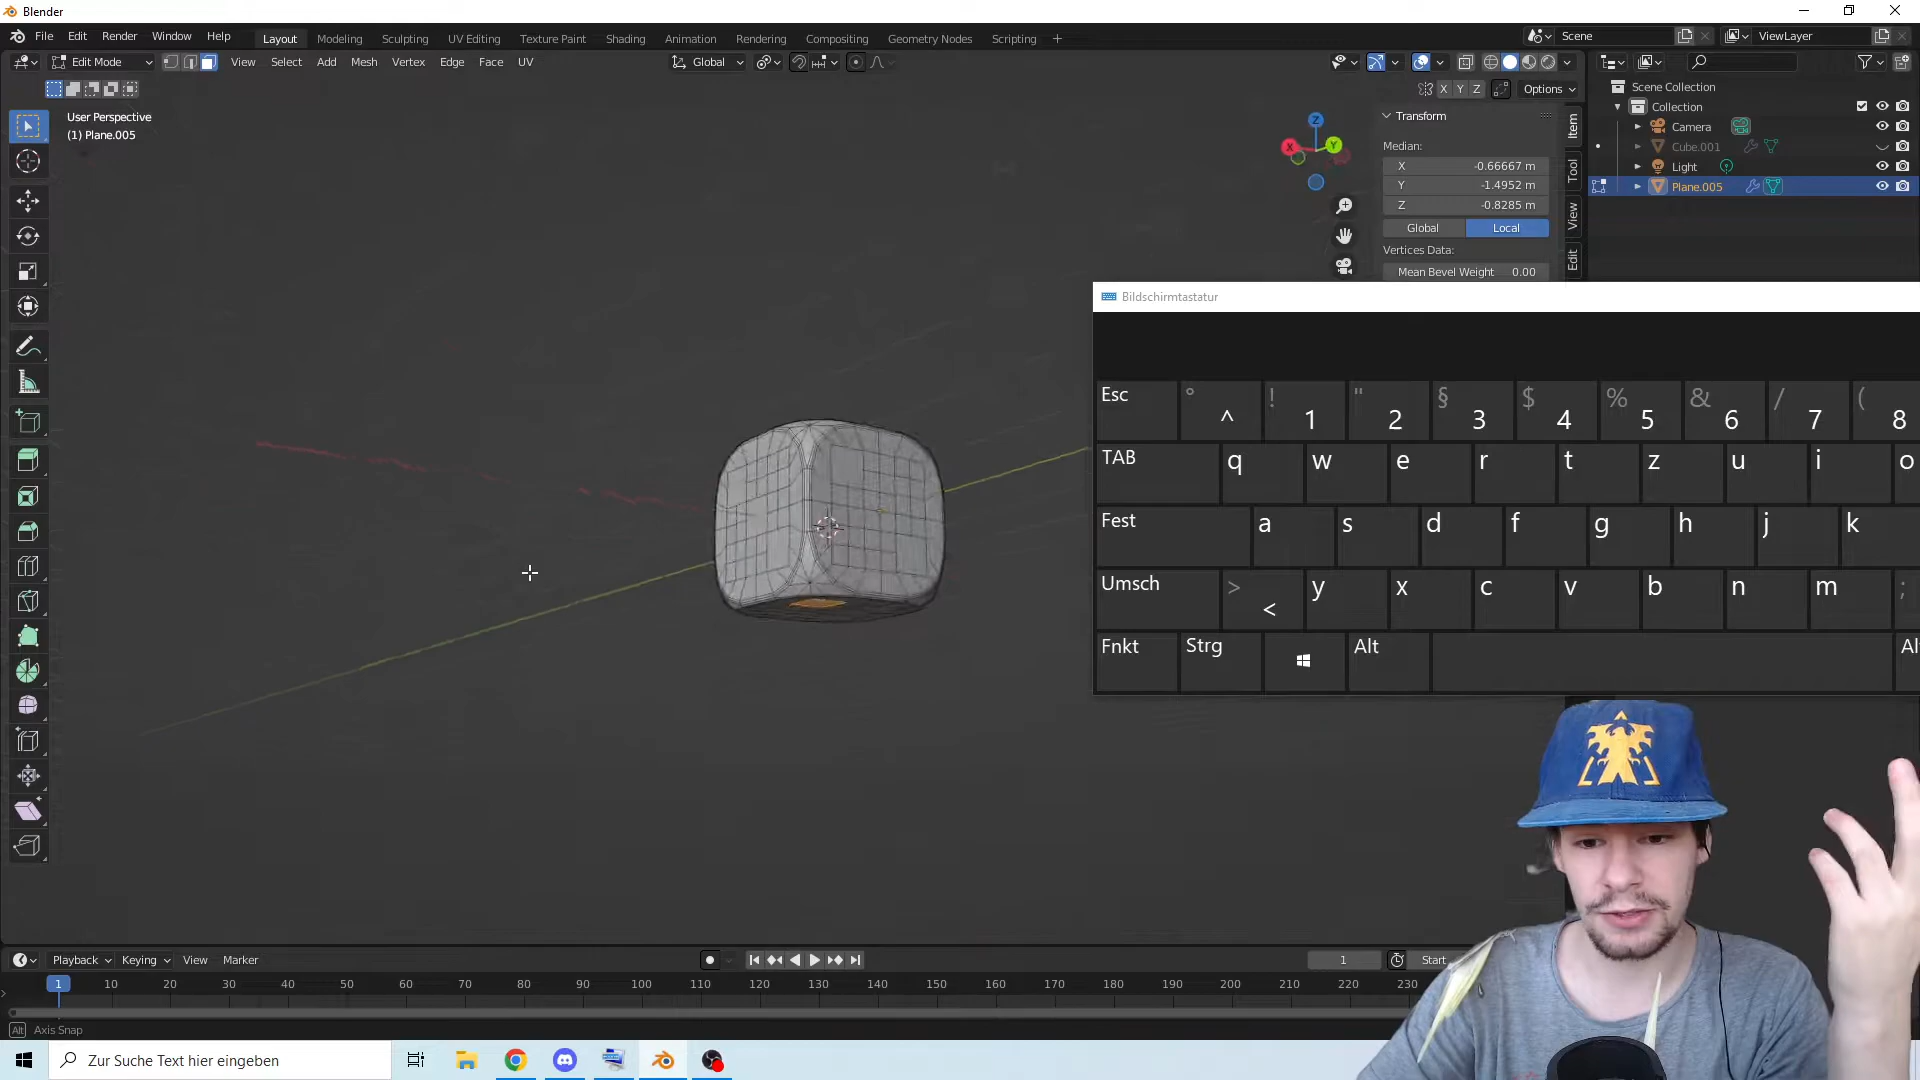 Blender
File Edit Render Window Help Layout Modeling Sculpting UV Editing Texture Paint Shading Animation Rendering Compositing Geometry Nodes Scripting + Scene ViewLayer
Edit Mode View Select Add Mesh Vertex Edge Face UV Global
X Y Z Options
User Perspective
(1) Plane.005
Z
X Y
Transform
Median:
X -0.66667 m
Y -1.4952 m
Z -0.8285 m
Global Local
Vertices Data:
Mean Bevel Weight 0.00
Item
Tool
View
Edit
Scene Collection
Collection
Camera
Cube.001
Light
Plane.005
Bildschirmtastatur
Esc ° ^ ! 1 " 2 § 3 $ 4 % 5 & 6 / 7 ( 8
TAB q w e r t z u i o
Fest a s d f g h j k
Umsch > < y x c v b n m ;
Fnkt Strg Alt Al
Playback Keying View Marker 1 Start
1 10 20 30 40 50 60 70 80 90 100 110 120 130 140 150 160 170 180 190 200 210 220 230
Alt Axis Snap
Zur Suche Text hier eingeben